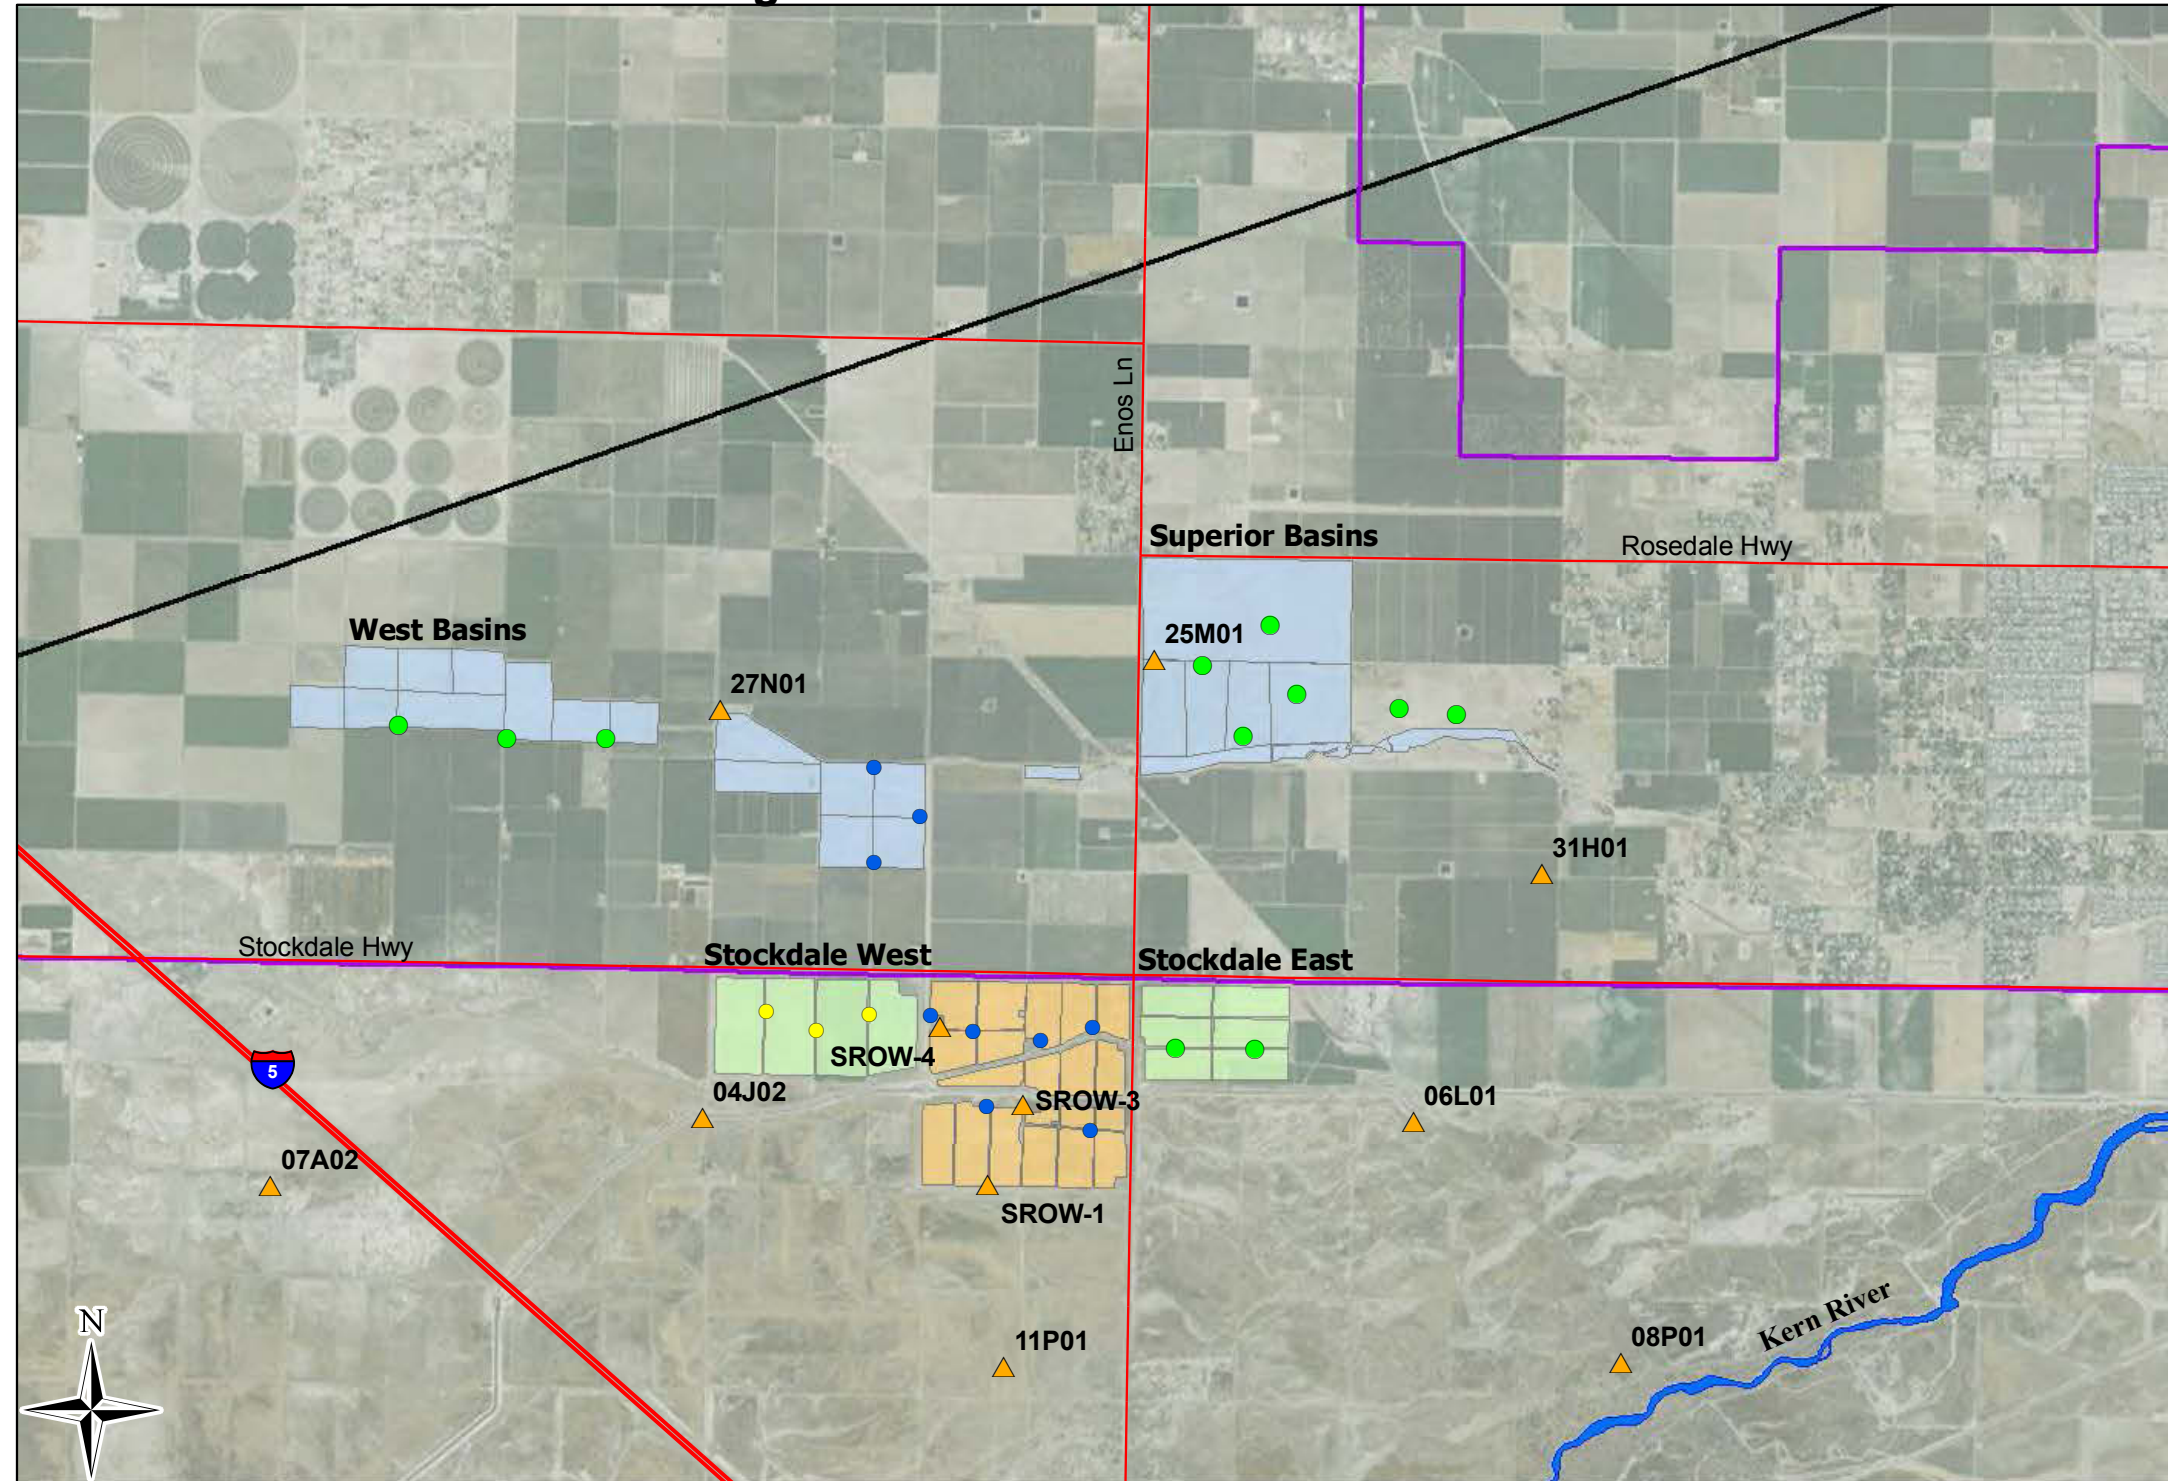 Enos Ln
Superior Basins
Rosedale Hwy
West Basins
25M01
27N01
31H01
Stockdale Hwy
Stockdale West
Stockdale East
SROW-4
5
04J02
SROW-3
06L01
07A02
SROW-1
Kern River
N
11P01
08P01